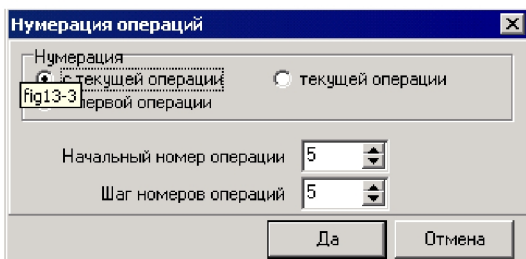 Нумерация операций
Нумерация
с текущей операции
текущей операции
fig13-3
первой операции
Начальный номер операции 5
Шаг номеров операций 5
Да
Отмена